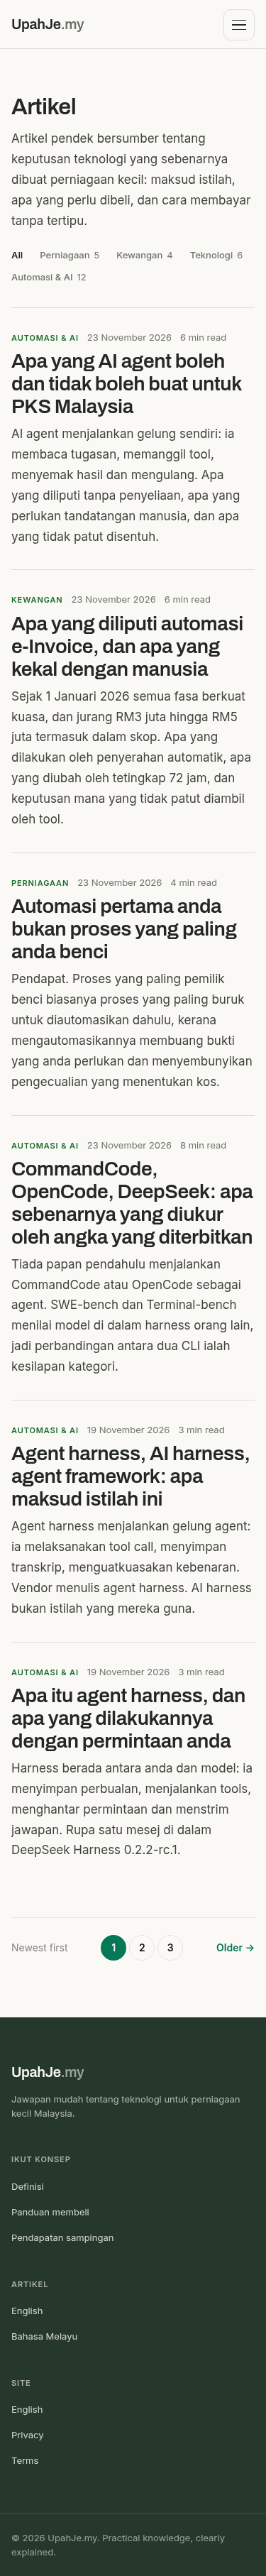 UpahJe.my
Artikel
Artikel pendek bersumber tentang
keputusan teknologi yang sebenarnya
dibuat perniagaan kecil: maksud istilah,
apa yang perlu dibeli, dan cara membayar
tanpa tertipu.
All Perniagaan 5 Kewangan 4 Teknologi 6
Automasi & AI 12
AUTOMASI & AI 23 November 2026 6 min read
Apa yang AI agent boleh
dan tidak boleh buat untuk
PKS Malaysia
AI agent menjalankan gelung sendiri: ia
membaca tugasan, memanggil tool,
menyemak hasil dan mengulang. Apa
yang diliputi tanpa penyeliaan, apa yang
perlukan tandatangan manusia, dan apa
yang tidak patut disentuh.
KEWANGAN 23 November 2026 6 min read
Apa yang diliputi automasi
e-Invoice, dan apa yang
kekal dengan manusia
Sejak 1 Januari 2026 semua fasa berkuat
kuasa, dan jurang RM3 juta hingga RM5
juta termasuk dalam skop. Apa yang
dilakukan oleh penyerahan automatik, apa
yang diubah oleh tetingkap 72 jam, dan
keputusan mana yang tidak patut diambil
oleh tool.
PERNIAGAAN 23 November 2026 4 min read
Automasi pertama anda
bukan proses yang paling
anda benci
Pendapat. Proses yang paling pemilik
benci biasanya proses yang paling buruk
untuk diautomasikan dahulu, kerana
mengautomasikannya membuang bukti
yang anda perlukan dan menyembunyikan
pengecualian yang menentukan kos.
AUTOMASI & AI 23 November 2026 8 min read
CommandCode,
OpenCode, DeepSeek: apa
sebenarnya yang diukur
oleh angka yang diterbitkan
Tiada papan pendahulu menjalankan
CommandCode atau OpenCode sebagai
agent. SWE-bench dan Terminal-bench
menilai model di dalam harness orang lain,
jadi perbandingan antara dua CLI ialah
kesilapan kategori.
AUTOMASI & AI 19 November 2026 3 min read
Agent harness, AI harness,
agent framework: apa
maksud istilah ini
Agent harness menjalankan gelung agent:
ia melaksanakan tool call, menyimpan
transkrip, menguatkuasakan kebenaran.
Vendor menulis agent harness. AI harness
bukan istilah yang mereka guna.
AUTOMASI & AI 19 November 2026 3 min read
Apa itu agent harness, dan
apa yang dilakukannya
dengan permintaan anda
Harness berada antara anda dan model: ia
menyimpan perbualan, menjalankan tools,
menghantar permintaan dan menstrim
jawapan. Rupa satu mesej di dalam
DeepSeek Harness 0.2.2-rc.1.
Newest first 1 2 3 Older →
UpahJe.my
Jawapan mudah tentang teknologi untuk perniagaan
kecil Malaysia.
IKUT KONSEP
Definisi
Panduan membeli
Pendapatan sampingan
ARTIKEL
English
Bahasa Melayu
SITE
English
Privacy
Terms
© 2026 UpahJe.my. Practical knowledge, clearly
explained.